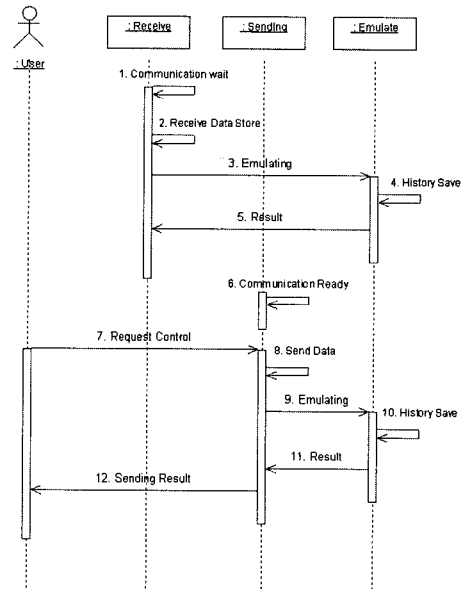 : Receive
: Sending
: Emulate
: User
1. Communication wait
2. Receive Data Store
3. Emulating
4. History Save
5. Result
6. Communication Ready
7. Request Control
8. Send Data
9. Emulating
10. History Save
11. Result
12. Sending Result